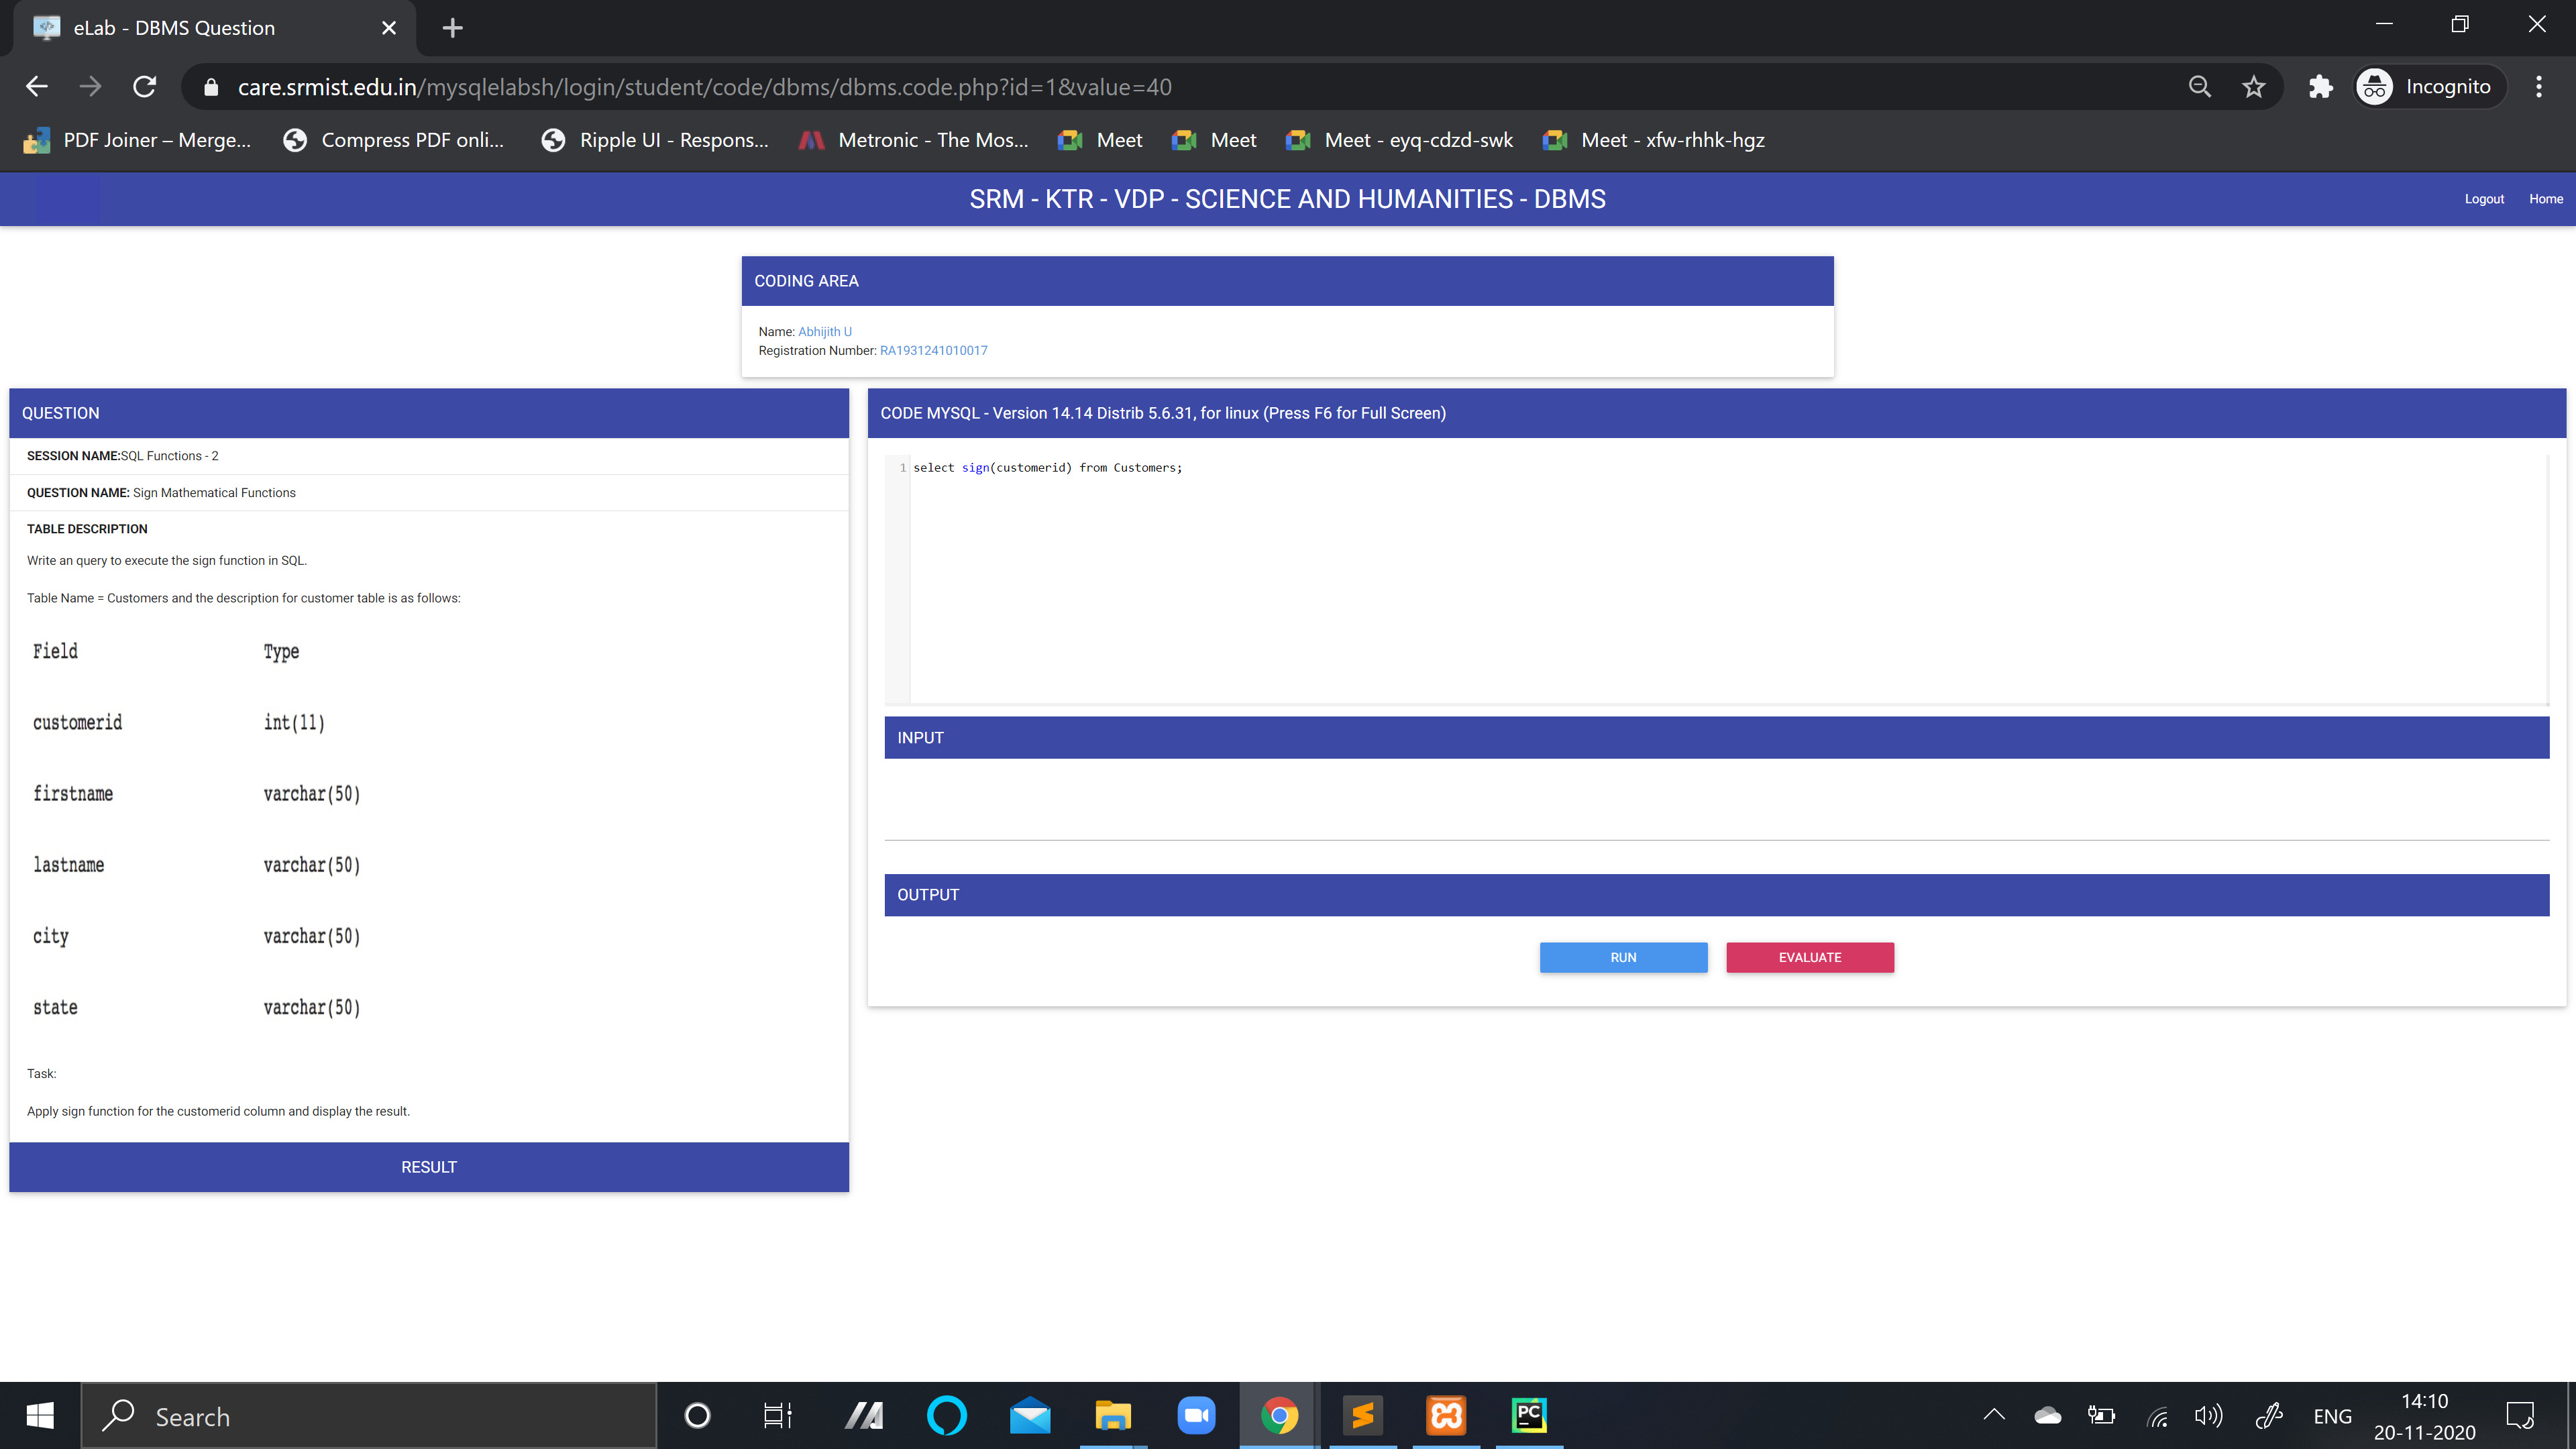 eLab - DBMS Question
care.srmist.edu.in/mysqlelabsh/login/student/code/dbms/dbms.code.php?id=1&value=40
Incognito
PDF Joiner – Merge... Compress PDF onli... Ripple UI - Respons... Metronic - The Mos... Meet Meet Meet - eyq-cdzd-swk Meet - xfw-rhhk-hgz
SRM - KTR - VDP - SCIENCE AND HUMANITIES - DBMS
Logout Home
CODING AREA
Name: Abhijith U
Registration Number: RA1931241010017
QUESTION
SESSION NAME:SQL Functions - 2
QUESTION NAME: Sign Mathematical Functions
TABLE DESCRIPTION
Write an query to execute the sign function in SQL.
Table Name = Customers and the description for customer table is as follows:
Field Type
customerid int(11)
firstname varchar(50)
lastname varchar(50)
city varchar(50)
state varchar(50)
Task:
Apply sign function for the customerid column and display the result.
RESULT
CODE MYSQL - Version 14.14 Distrib 5.6.31, for linux (Press F6 for Full Screen)
1 select sign(customerid) from Customers;
INPUT
OUTPUT
RUN EVALUATE
Search
PC
ENG
14:10
20-11-2020